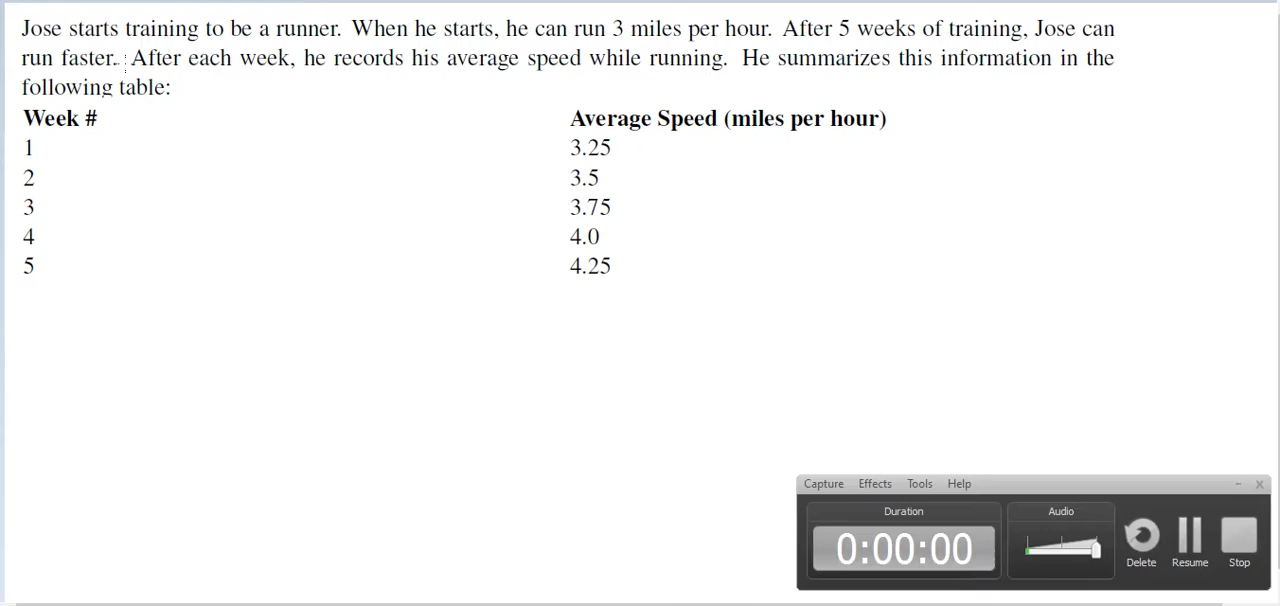 Jose starts training to be a runner. When he starts, he can run 3 miles per hour. After 5 weeks of training, Jose can
run faster. After each week, he records his average speed while running. He summarizes this information in the
following table:
Week # Average Speed (miles per hour)
1 3.25
2 3.5
3 3.75
4 4.0
5 4.25
Capture Effects Tools Help
Duration Audio
0:00:00
Delete Resume Stop